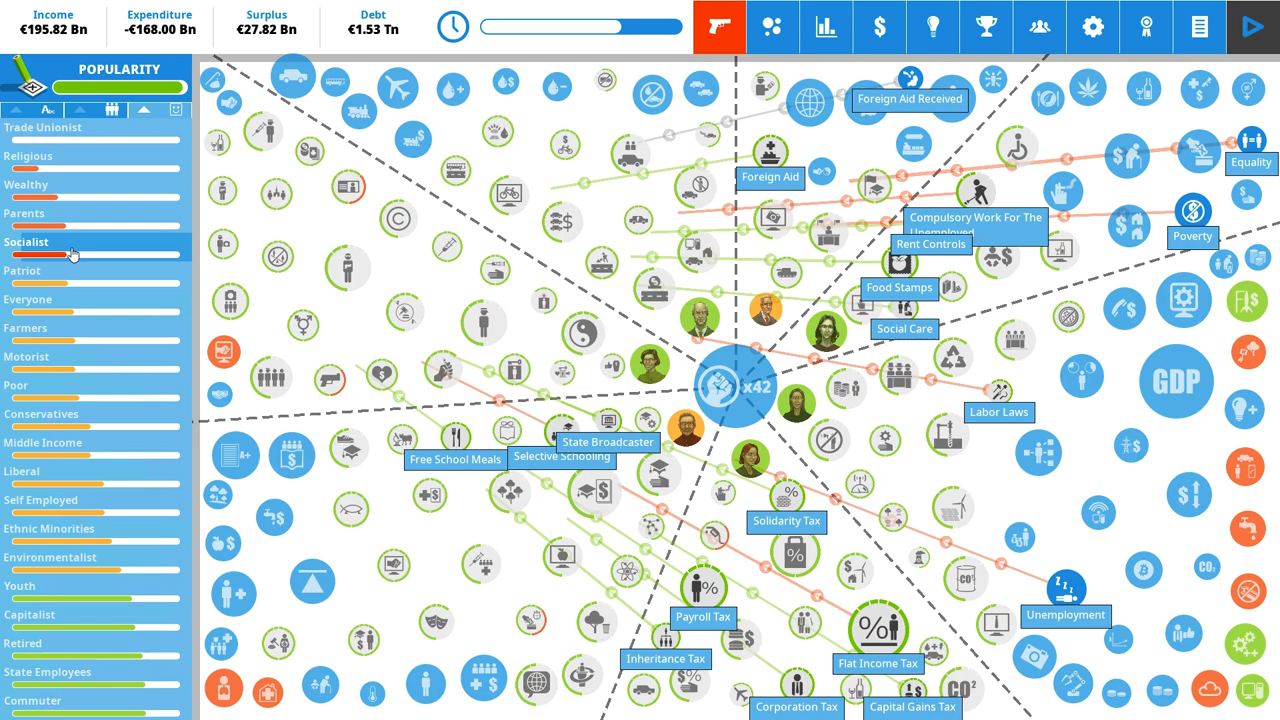 Income
Expenditure
Surplus
Debt
€195.82 Bn
-€168.00 Bn
€27.82 Bn
€1.53 Tn
POPULARITY
Trade Unionist
Religious
Wealthy
Parents
Socialist
Patriot
Everyone
Farmers
Motorist
Poor
Conservatives
Middle Income
Liberal
Self Employed
Ethnic Minorities
Environmentalist
Youth
Capitalist
Retired
State Employees
Commuter
Foreign Aid Received
Foreign Aid
Equality
Compulsory Work For The
Unemployed
Poverty
Rent Controls
Food Stamps
Social Care
x42
GDP
Labor Laws
State Broadcaster
Free School Meals
Selective Schooling
Solidarity Tax
CO²
CO²
Payroll Tax
Unemployment
Inheritance Tax
Flat Income Tax
CO²
Corporation Tax
Capital Gains Tax